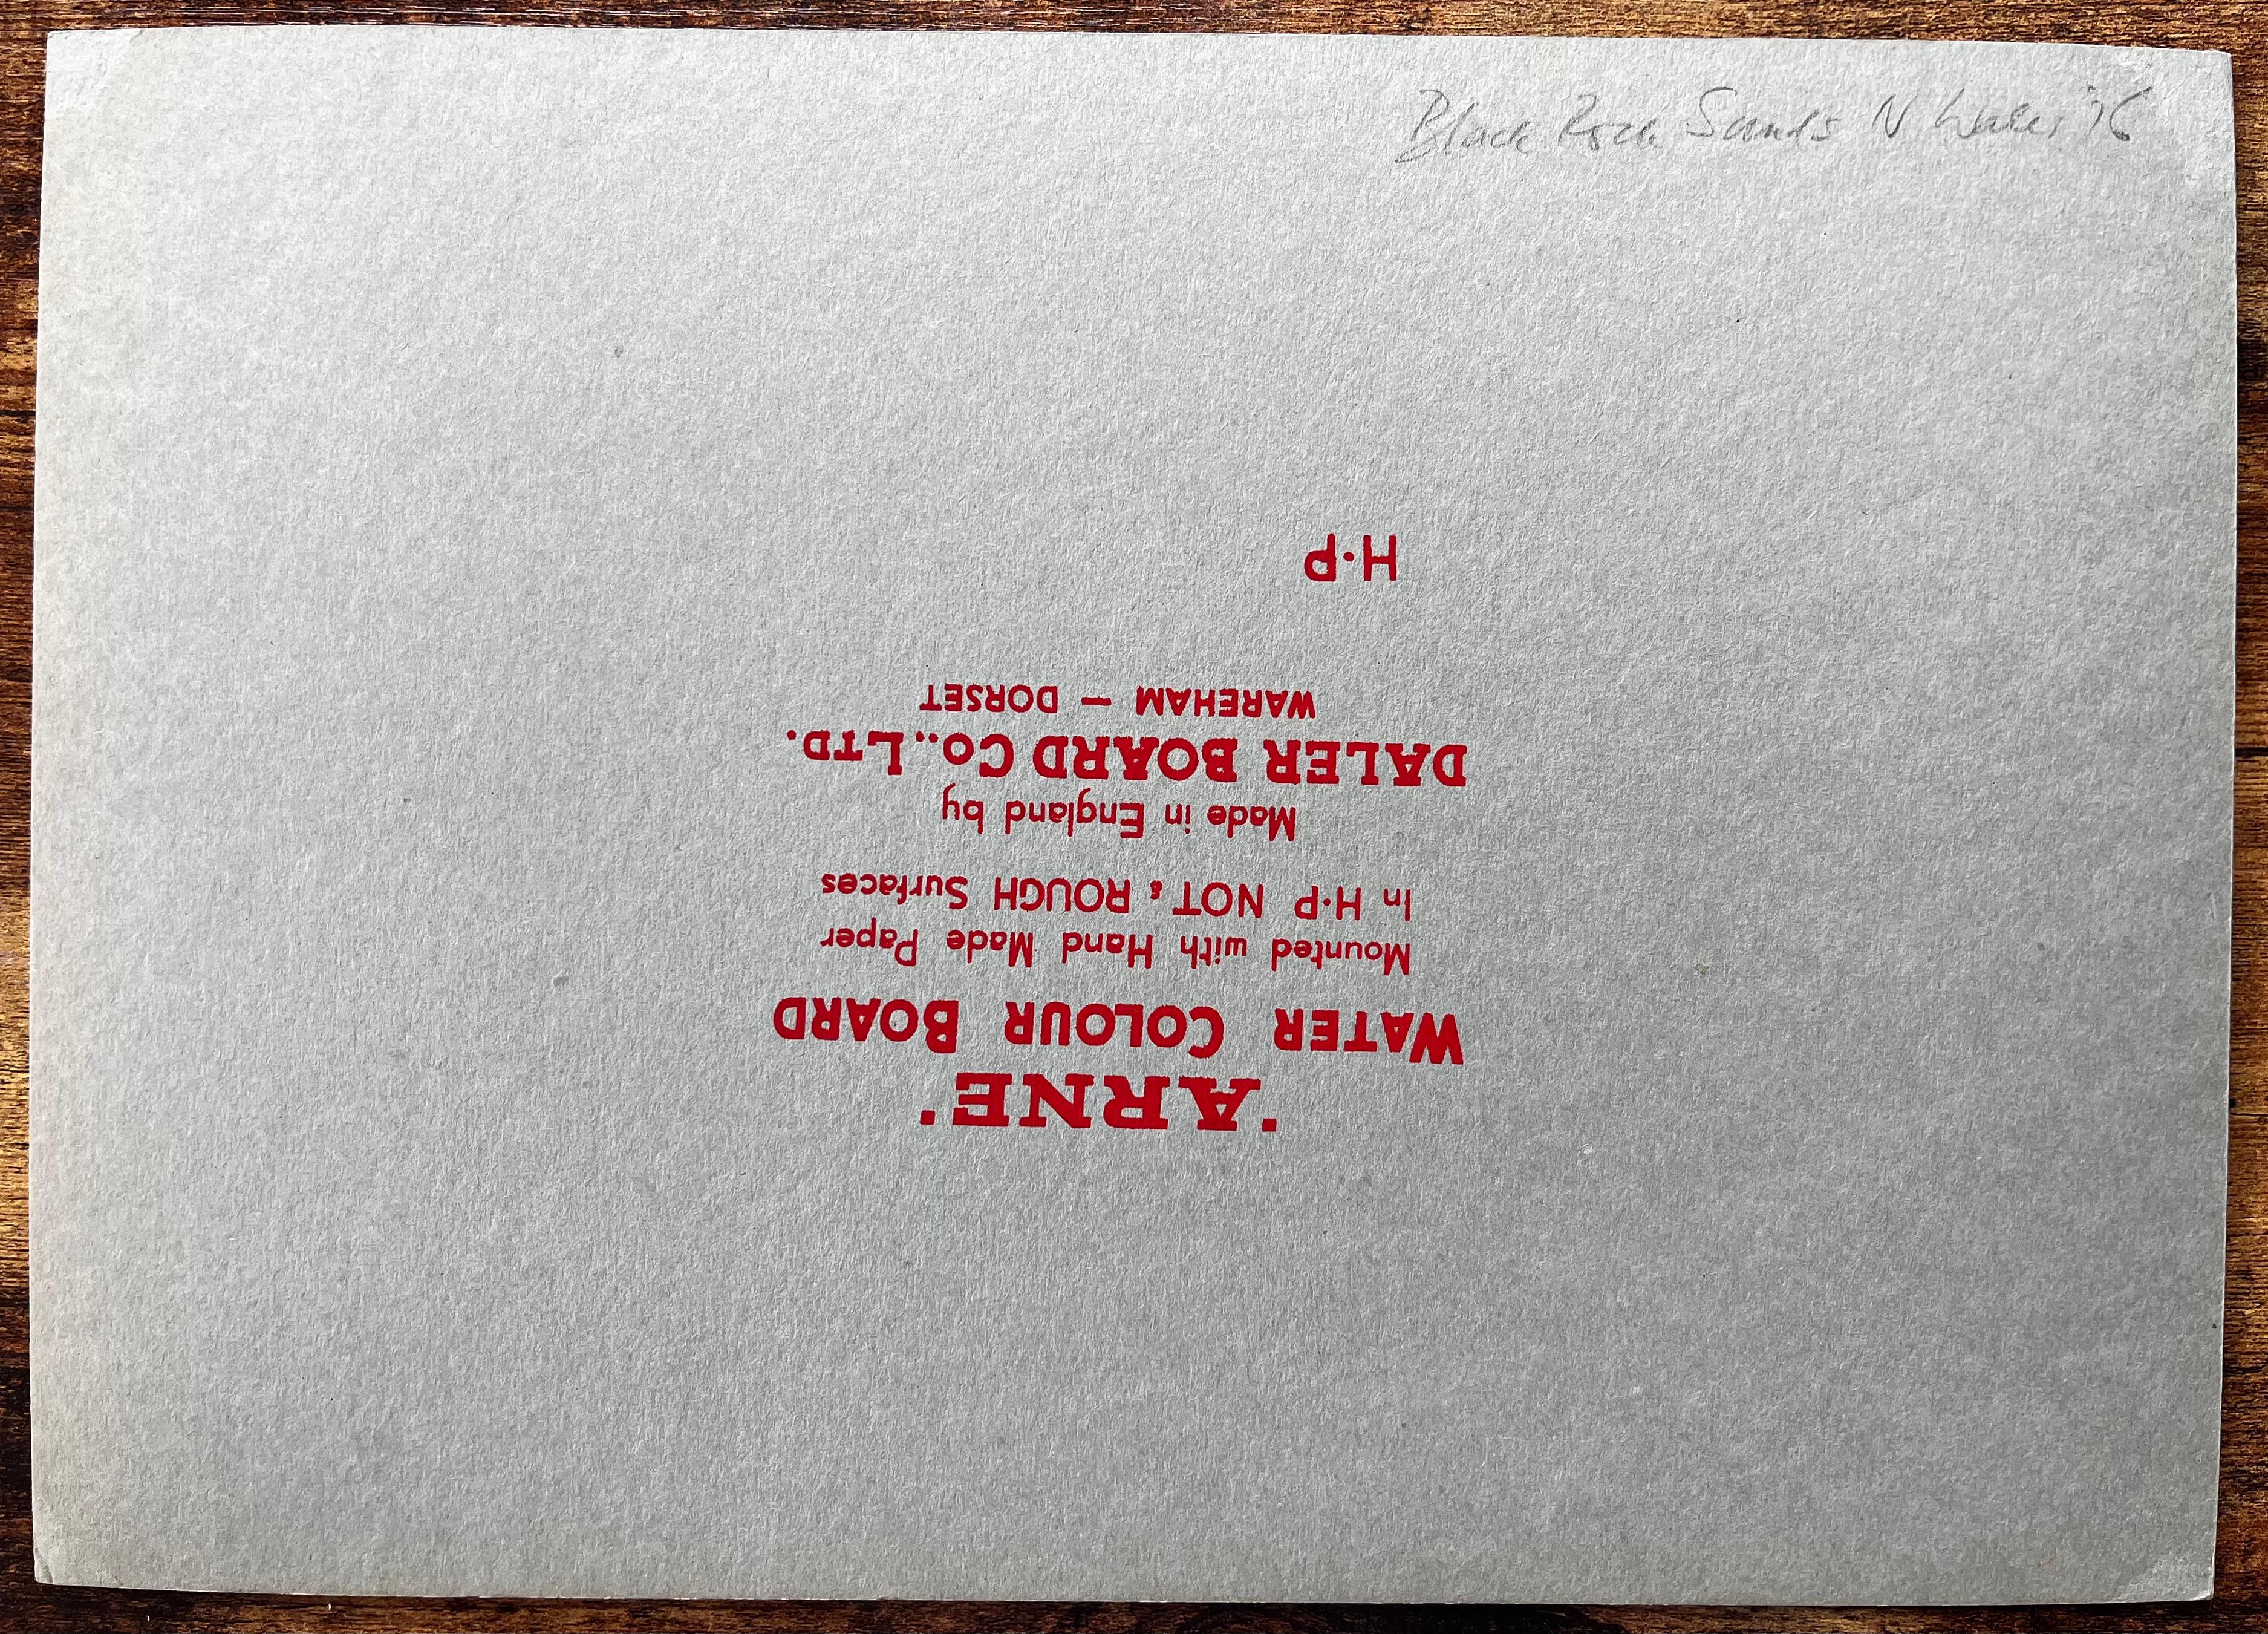 Black Rock Sands N Wales '76
'ARNE'
WATER COLOUR BOARD
Mounted with Hand Made Paper
In H·P NOT & ROUGH Surfaces
Made in England by
DALER BOARD CO., LTD.
WAREHAM — DORSET
H·P